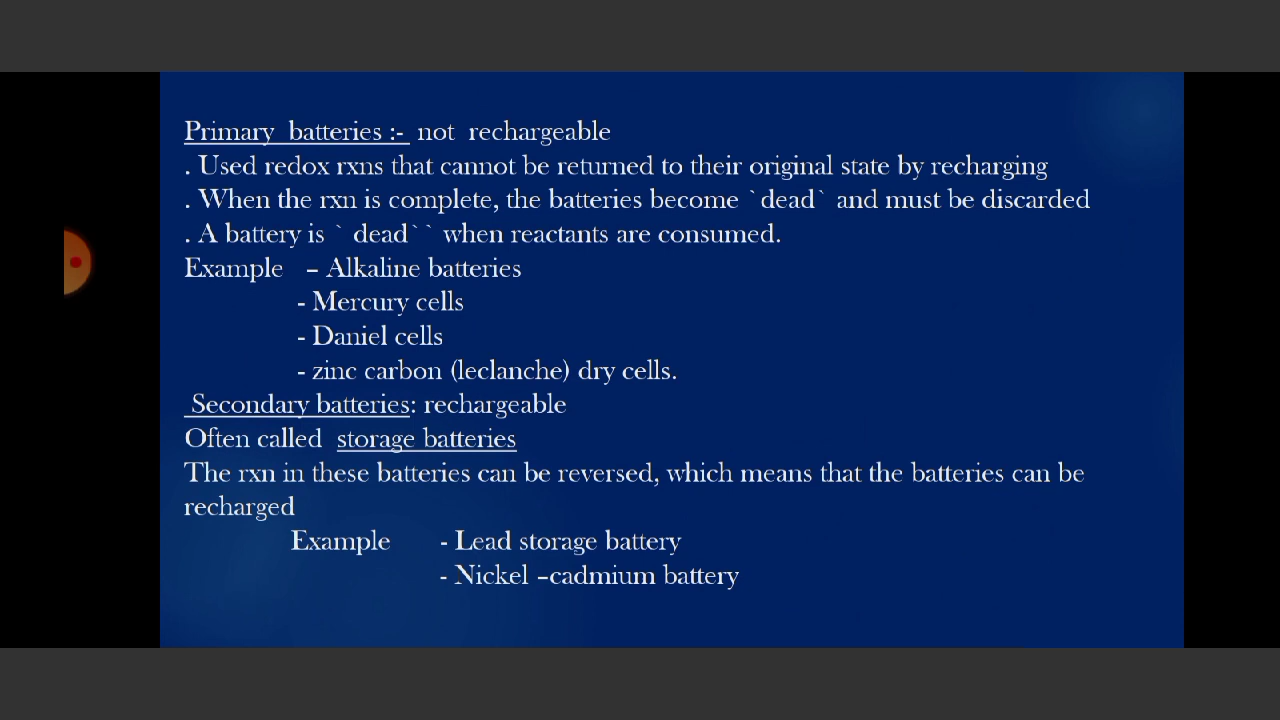 Primary batteries :- not rechargeable
. Used redox rxns that cannot be returned to their original state by recharging
. When the rxn is complete, the batteries become `dead` and must be discarded
. A battery is ` dead`` when reactants are consumed.
Example – Alkaline batteries
- Mercury cells
- Daniel cells
- zinc carbon (leclanche) dry cells.
Secondary batteries: rechargeable
Often called storage batteries
The rxn in these batteries can be reversed, which means that the batteries can be
recharged
Example - Lead storage battery
- Nickel –cadmium battery